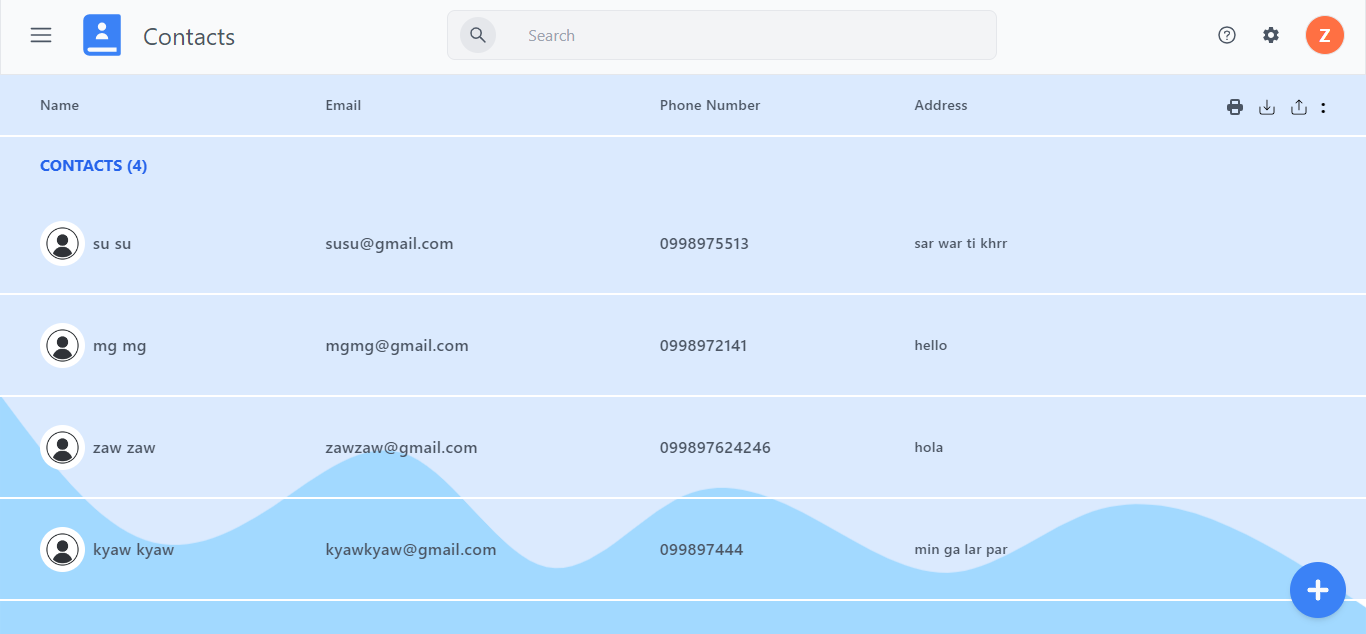 Contacts
Search
Z
Name Email Phone Number Address
CONTACTS (4)
su su susu@gmail.com 0998975513 sar war ti khrr
mg mg mgmg@gmail.com 0998972141 hello
zaw zaw zawzaw@gmail.com 099897624246 hola
kyaw kyaw kyawkyaw@gmail.com 099897444 min ga lar par